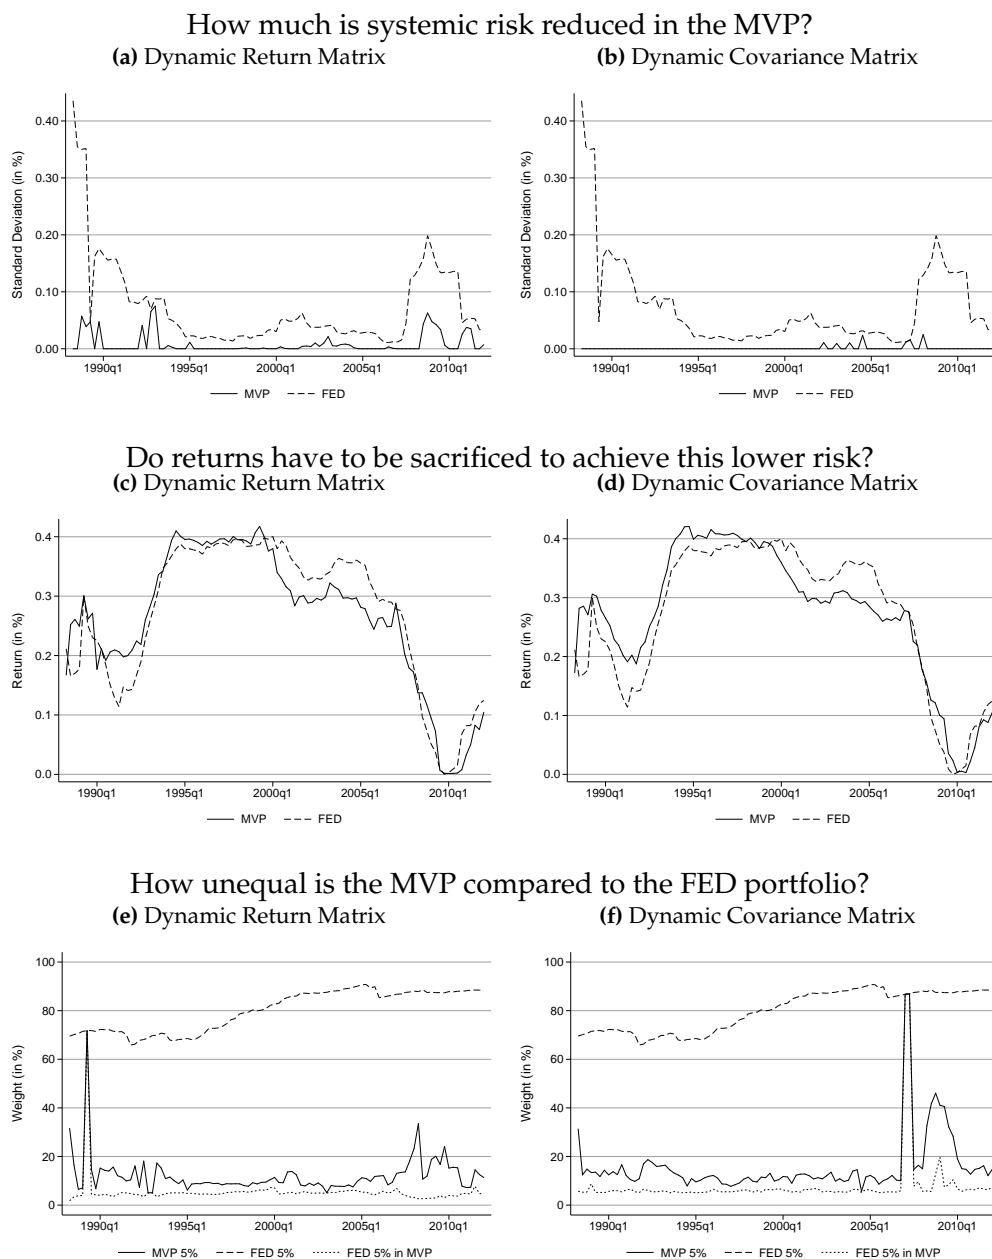 How much is systemic risk reduced in the MVP?
(a) Dynamic Return Matrix
0.40
0.30
0.20
0.10
0.00
Standard Deviation (in %)
1990q1 1995q1 2000q1 2005q1 2010q1
MVP FED
(b) Dynamic Covariance Matrix
0.40
0.30
0.20
0.10
0.00
Standard Deviation (in %)
1990q1 1995q1 2000q1 2005q1 2010q1
MVP FED
Do returns have to be sacrificed to achieve this lower risk?
(c) Dynamic Return Matrix
0.4
0.3
0.2
0.1
0.0
Return (in %)
1990q1 1995q1 2000q1 2005q1 2010q1
MVP FED
(d) Dynamic Covariance Matrix
0.4
0.3
0.2
0.1
0.0
Return (in %)
1990q1 1995q1 2000q1 2005q1 2010q1
MVP FED
How unequal is the MVP compared to the FED portfolio?
(e) Dynamic Return Matrix
100
80
60
40
20
0
Weight (in %)
1990q1 1995q1 2000q1 2005q1 2010q1
MVP 5% FED 5% FED 5% in MVP
(f) Dynamic Covariance Matrix
100
80
60
40
20
0
Weight (in %)
1990q1 1995q1 2000q1 2005q1 2010q1
MVP 5% FED 5% FED 5% in MVP